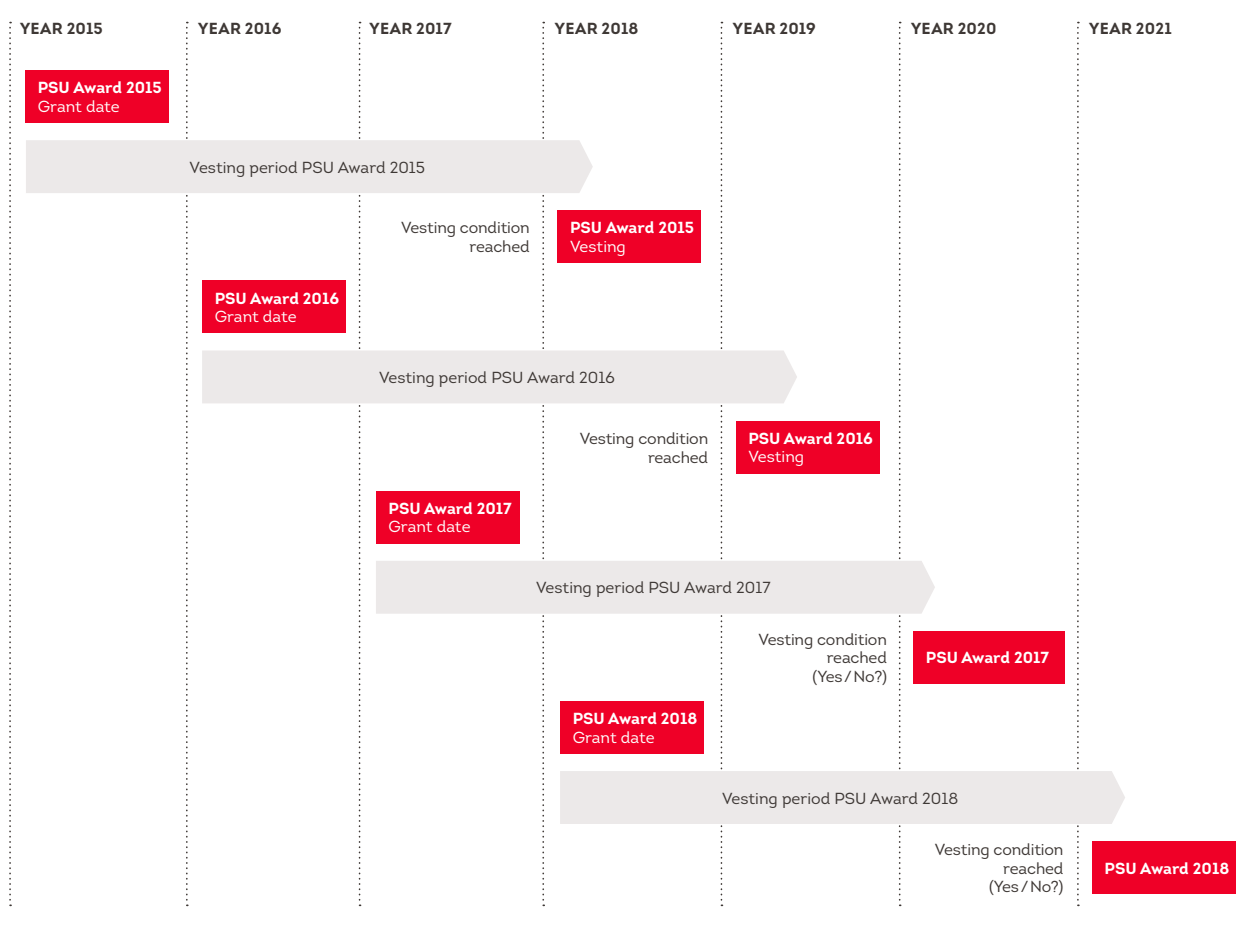 YEAR 2015
YEAR 2016
YEAR 2017
YEAR 2018
YEAR 2019
YEAR 2020
YEAR 2021
PSU Award 2015
Grant date
Vesting period PSU Award 2015
Vesting condition
reached
PSU Award 2015
Vesting
PSU Award 2016
Grant date
Vesting period PSU Award 2016
Vesting condition
reached
PSU Award 2016
Vesting
PSU Award 2017
Grant date
Vesting period PSU Award 2017
Vesting condition
reached
(Yes / No?)
PSU Award 2017
PSU Award 2018
Grant date
Vesting period PSU Award 2018
Vesting condition
reached
(Yes / No?)
PSU Award 2018